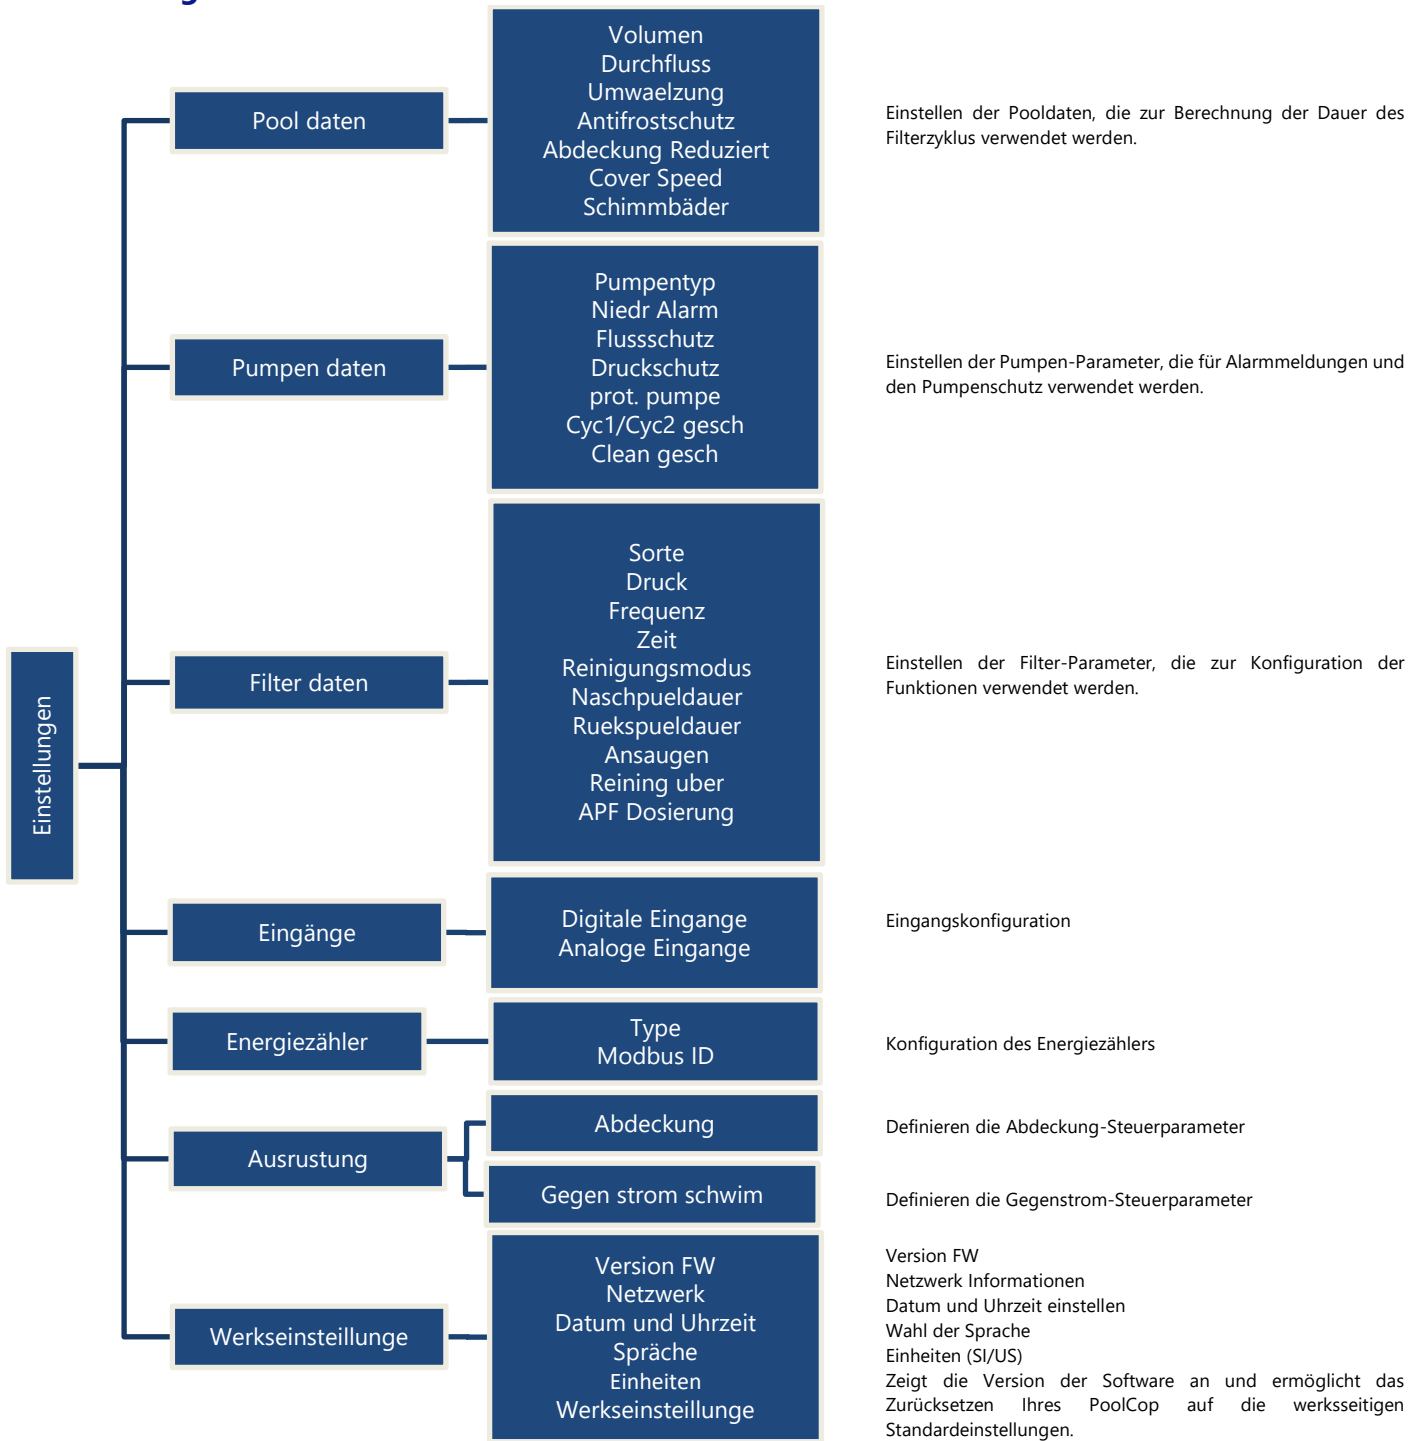 Einstellungen
Pool daten
Volumen
Durchfluss
Umwaelzung
Antifrostschutz
Abdeckung Reduziert
Cover Speed
Schimmbäder
Einstellen der Pooldaten, die zur Berechnung der Dauer des
Filterzyklus verwendet werden.
Pumpen daten
Pumpentyp
Niedr Alarm
Flussschutz
Druckschutz
prot. pumpe
Cyc1/Cyc2 gesch
Clean gesch
Einstellen der Pumpen-Parameter, die für Alarmmeldungen und
den Pumpenschutz verwendet werden.
Filter daten
Sorte
Druck
Frequenz
Zeit
Reinigungsmodus
Naschpueldauer
Ruekspueldauer
Ansaugen
Reining uber
APF Dosierung
Einstellen der Filter-Parameter, die zur Konfiguration der
Funktionen verwendet werden.
Eingänge
Digitale Eingange
Analoge Eingange
Eingangskonfiguration
Energiezähler
Type
Modbus ID
Konfiguration des Energiezählers
Ausrustung
Abdeckung
Definieren die Abdeckung-Steuerparameter
Gegen strom schwim
Definieren die Gegenstrom-Steuerparameter
Werkseinsteillunge
Version FW
Netzwerk
Datum und Uhrzeit
Spräche
Einheiten
Werkseinsteillunge
Version FW
Netzwerk Informationen
Datum und Uhrzeit einstellen
Wahl der Sprache
Einheiten (SI/US)
Zeigt die Version der Software an und ermöglicht das
Zurücksetzen Ihres PoolCop auf die werksseitigen
Standardeinstellungen.